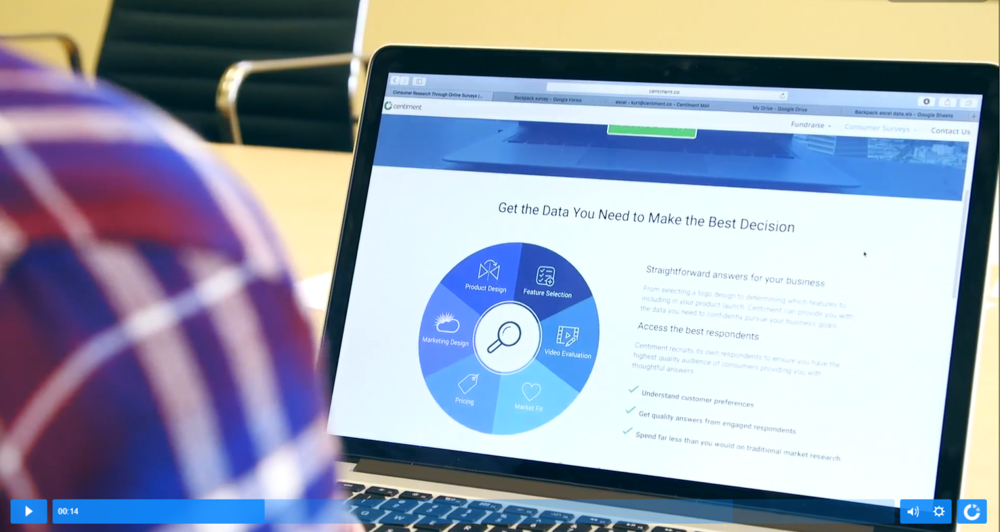 centiment.co
Consumer Research Through Online Surveys |...
Backpack survey - Google Forms
excel - kurt@centiment.co - Centiment Mail
My Drive - Google Drive
Backpack excel data.xls - Google Sheets
centiment
Fundraise
Consumer Surveys
Contact Us
Get the Data You Need to Make the Best Decision
Product Design
Feature Selection
Marketing Design
Video Evaluation
Pricing
Market Fit
Straightforward answers for your business
From selecting a logo design to determining which features to
including in your product launch, Centiment can provide you with
the data you need to confidently pursue your business goals.
Access the best respondents
Centiment recruits its own respondents to ensure you have the
highest quality audience of consumers providing you with
thoughtful answers.
Understand customer preferences
Get quality answers from engaged respondents
Spend far less than you would on traditional market research
Q
W
E
R
00:14